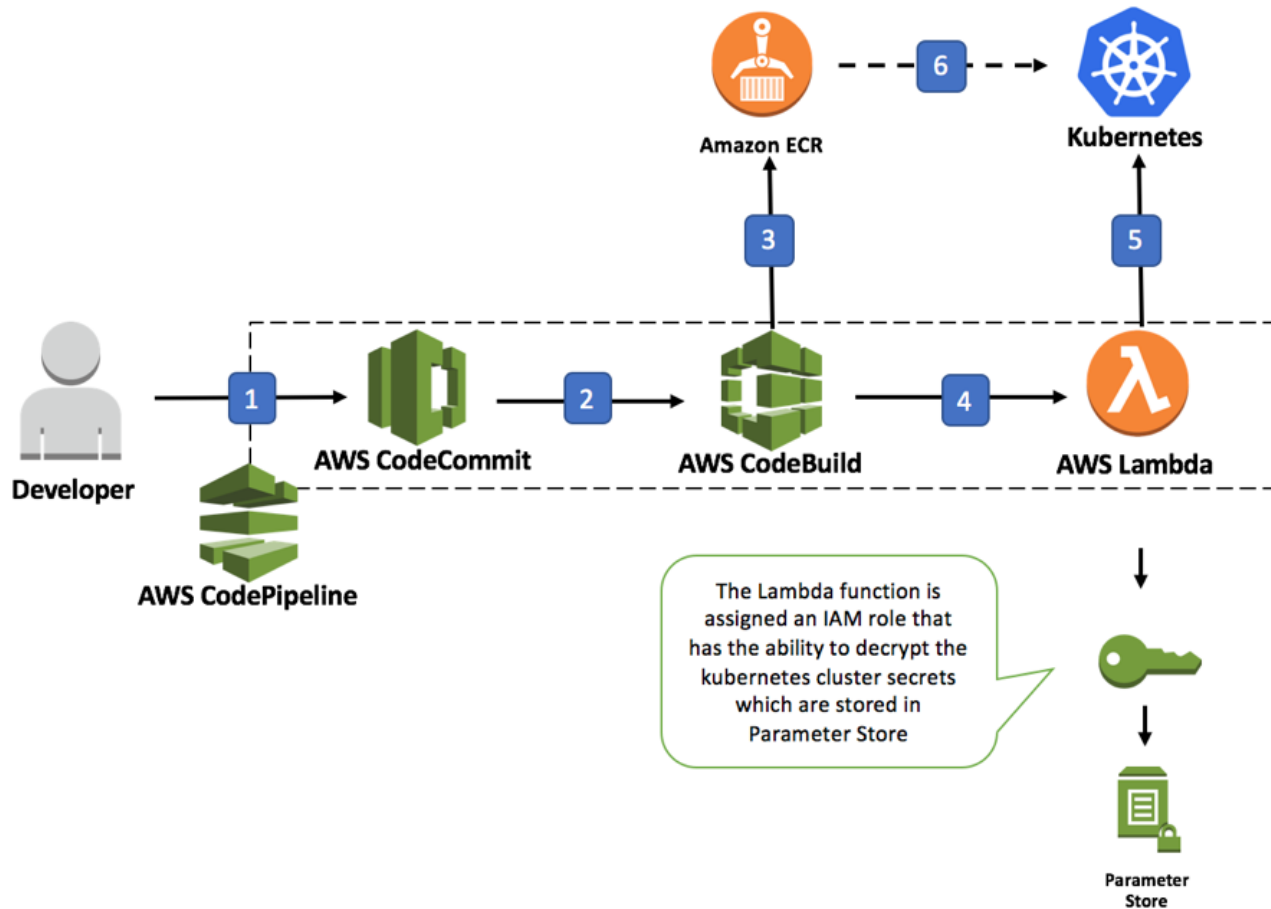 6
Amazon ECR
Kubernetes
3
5
1
2
4
AWS CodeCommit
AWS CodeBuild
AWS Lambda
Developer
AWS CodePipeline
The Lambda function is
assigned an IAM role that
has the ability to decrypt the
kubernetes cluster secrets
which are stored in
Parameter Store
Parameter
Store